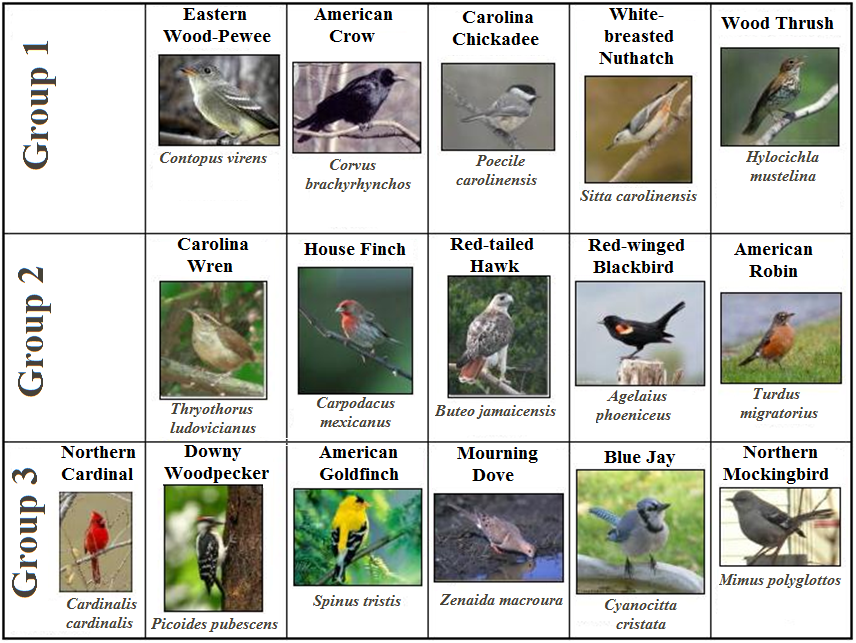 Group 1
Eastern
Wood-Pewee
Contopus virens
American
Crow
Corvus
brachyrhynchos
Carolina
Chickadee
Poecile
carolinensis
White-
breasted
Nuthatch
Sitta carolinensis
Wood Thrush
Hylocichla
mustelina
Group 2
Carolina
Wren
Thryothorus
ludovicianus
House Finch
Carpodacus
mexicanus
Red-tailed
Hawk
Buteo jamaicensis
Red-winged
Blackbird
Agelaius
phoeniceus
American
Robin
Turdus
migratorius
Group 3
Northern
Cardinal
Cardinalis
cardinalis
Downy
Woodpecker
Picoides pubescens
American
Goldfinch
Spinus tristis
Mourning
Dove
Zenaida macroura
Blue Jay
Cyanocitta
cristata
Northern
Mockingbird
Mimus polyglottos